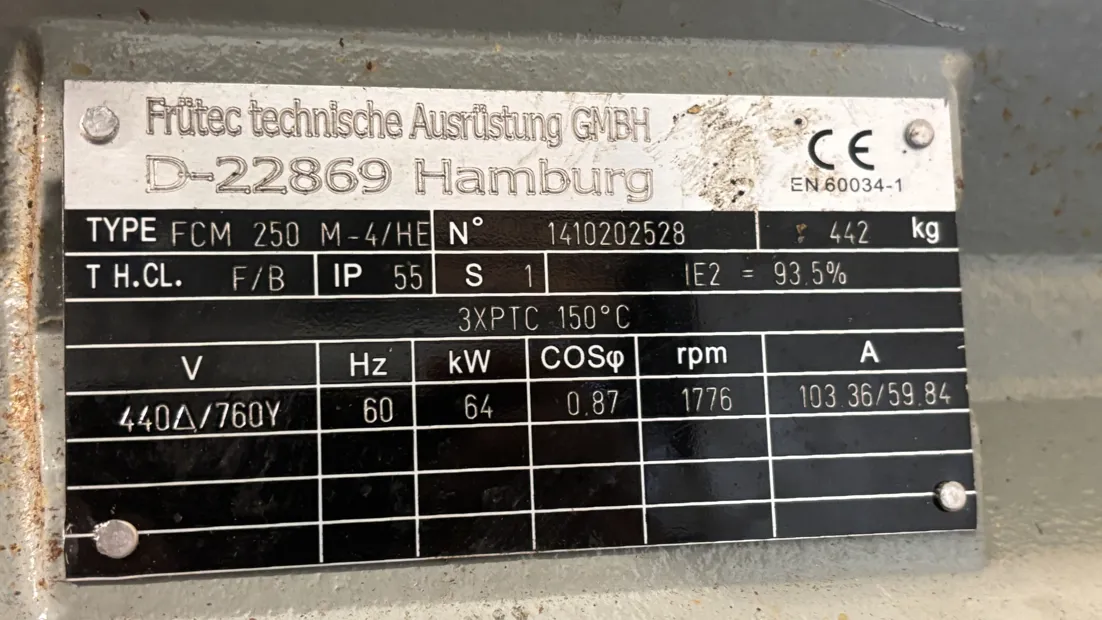 Frütec technische Ausrüstung GMBH
D-22869 Hamburg
CE
EN 60034-1
TYPE FCM 250 M-4/HE N° 1410202528 442 kg
T H.CL. F/B IP 55 S 1 IE2 = 93.5%
3XPTC 150°C
V Hz kW COSφ rpm A
440Δ/760Y 60 64 0.87 1776 103.36/59.84